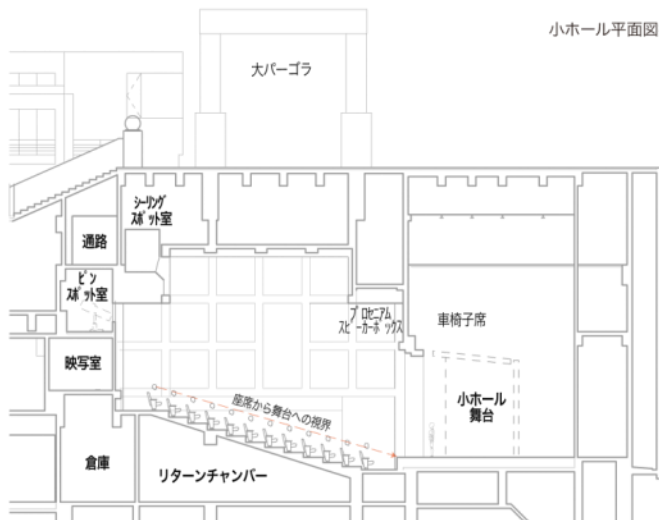 小ホール平面図
大パーゴラ
シーリング
スポット室
通路
ピン
スポット室
プロセニアム
スピーカーボックス
車椅子席
映写室
座席から舞台への視界
小ホール
舞台
倉庫
リターンチャンバー